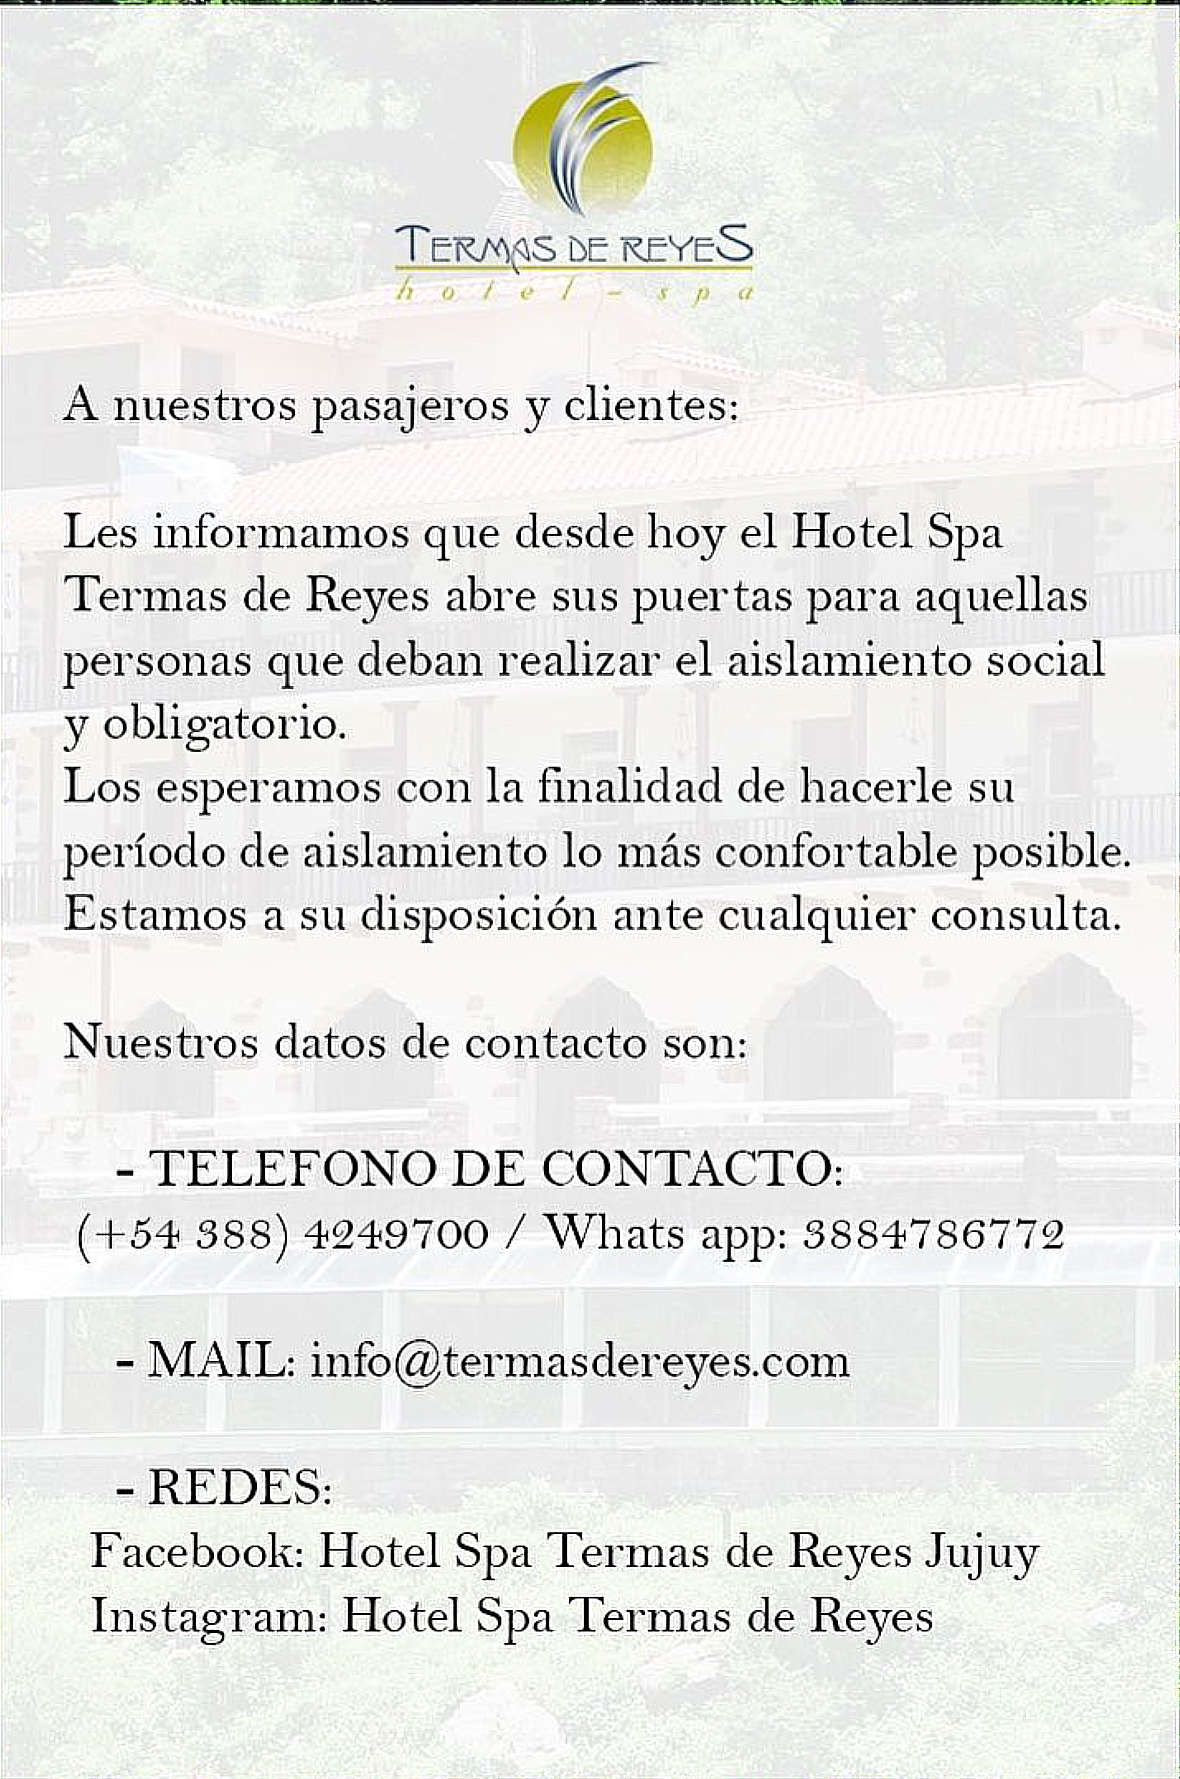 TERMAS DE REYES
hotel-spa
A nuestros pasajeros y clientes:
Les informamos que desde hoy el Hotel Spa
Termas de Reyes abre sus puertas para aquellas
personas que deban realizar el aislamiento social
y obligatorio.
Los esperamos con la finalidad de hacerle su
período de aislamiento lo más confortable posible.
Estamos a su disposición ante cualquier consulta.
Nuestros datos de contacto son:
- TELEFONO DE CONTACTO:
(+54 388) 4249700 / Whats app: 3884786772
- MAIL: info@termasdereyes.com
- REDES:
Facebook: Hotel Spa Termas de Reyes Jujuy
Instagram: Hotel Spa Termas de Reyes